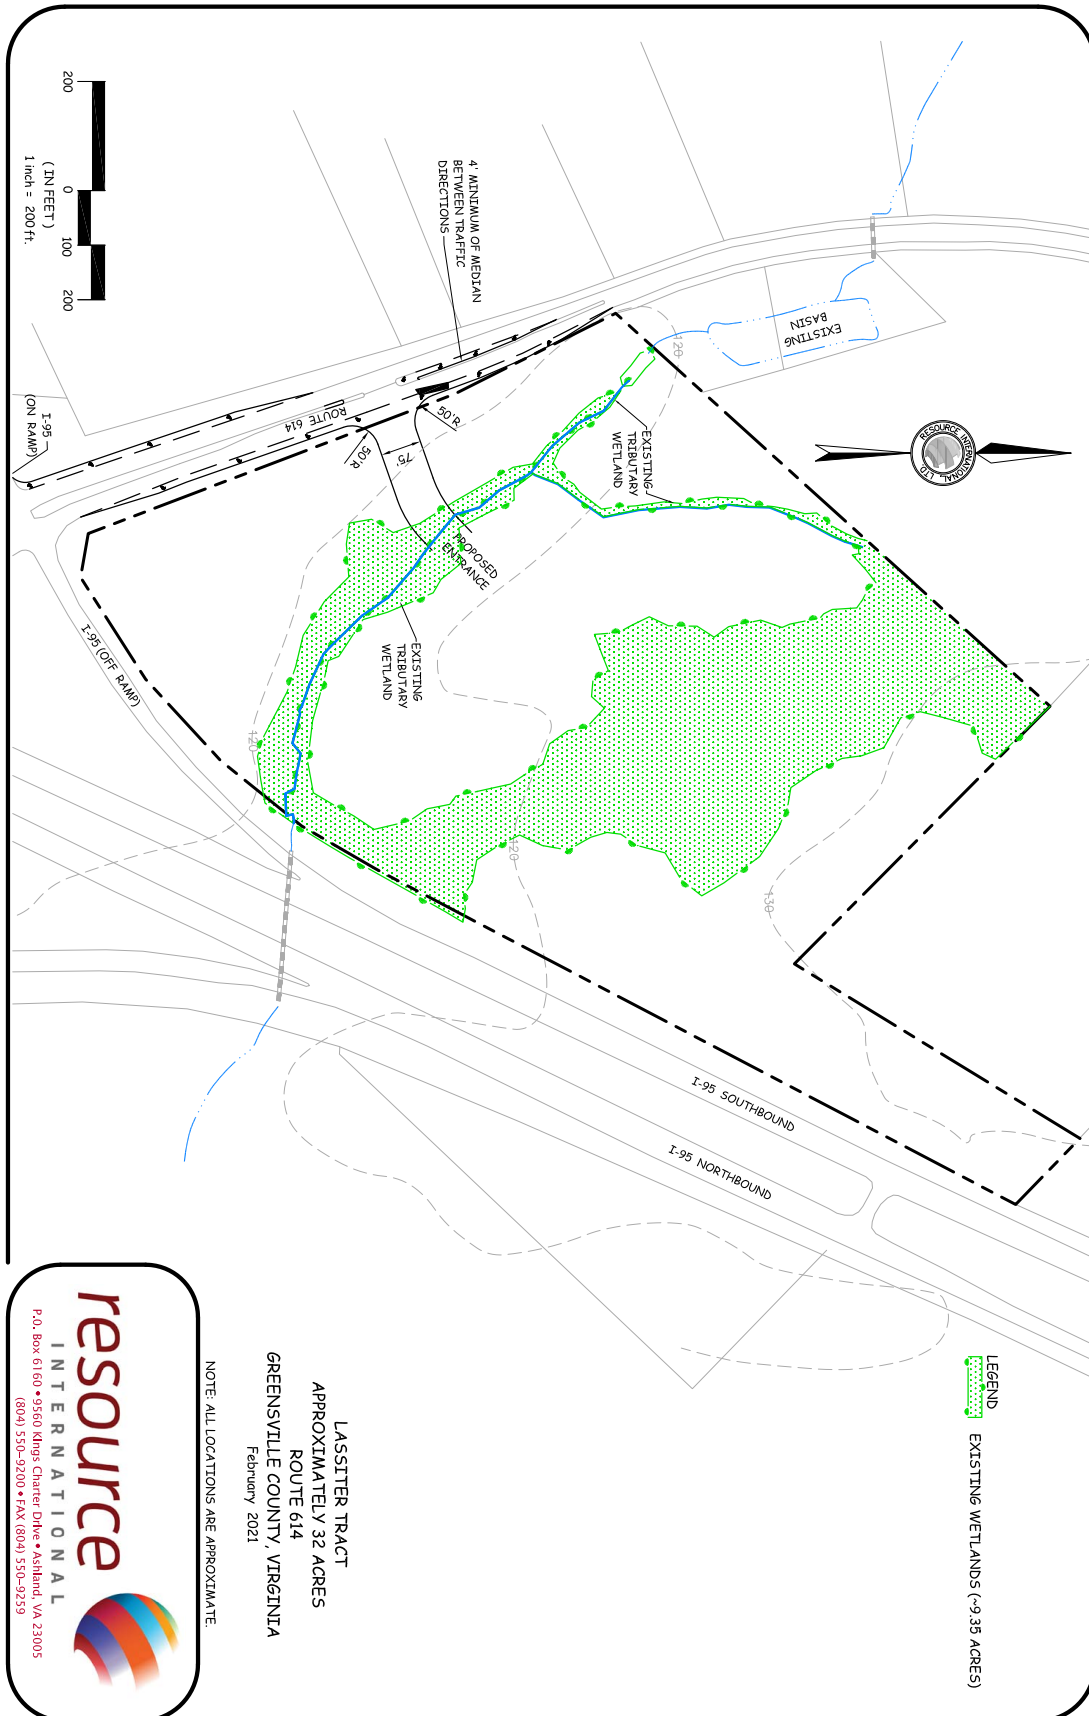 200
0
100
200
( IN FEET )
1 inch = 200 ft.
4' MINIMUM OF MEDIAN
BETWEEN TRAFFIC
DIRECTIONS
EXISTING
BASIN
RESOURCE INTERNATIONAL, LTD.
120
EXISTING
TRIBUTARY
WETLAND
50'R.
75'
50'R
ROUTE 614
I-95
(ON RAMP)
PROPOSED
ENTRANCE
EXISTING
TRIBUTARY
WETLAND
I-95 (OFF RAMP)
120
120
130
I-95 SOUTHBOUND
I-95 NORTHBOUND
LEGEND
EXISTING WETLANDS (~9.35 ACRES)
LASSITER TRACT
APPROXIMATELY 32 ACRES
ROUTE 614
GREENSVILLE COUNTY, VIRGINIA
February 2021
NOTE: ALL LOCATIONS ARE APPROXIMATE.
resource
INTERNATIONAL
P.O. Box 6160 • 9560 Kings Charter Drive • Ashland, VA 23005
(804) 550-9200 • FAX (804) 550-9259